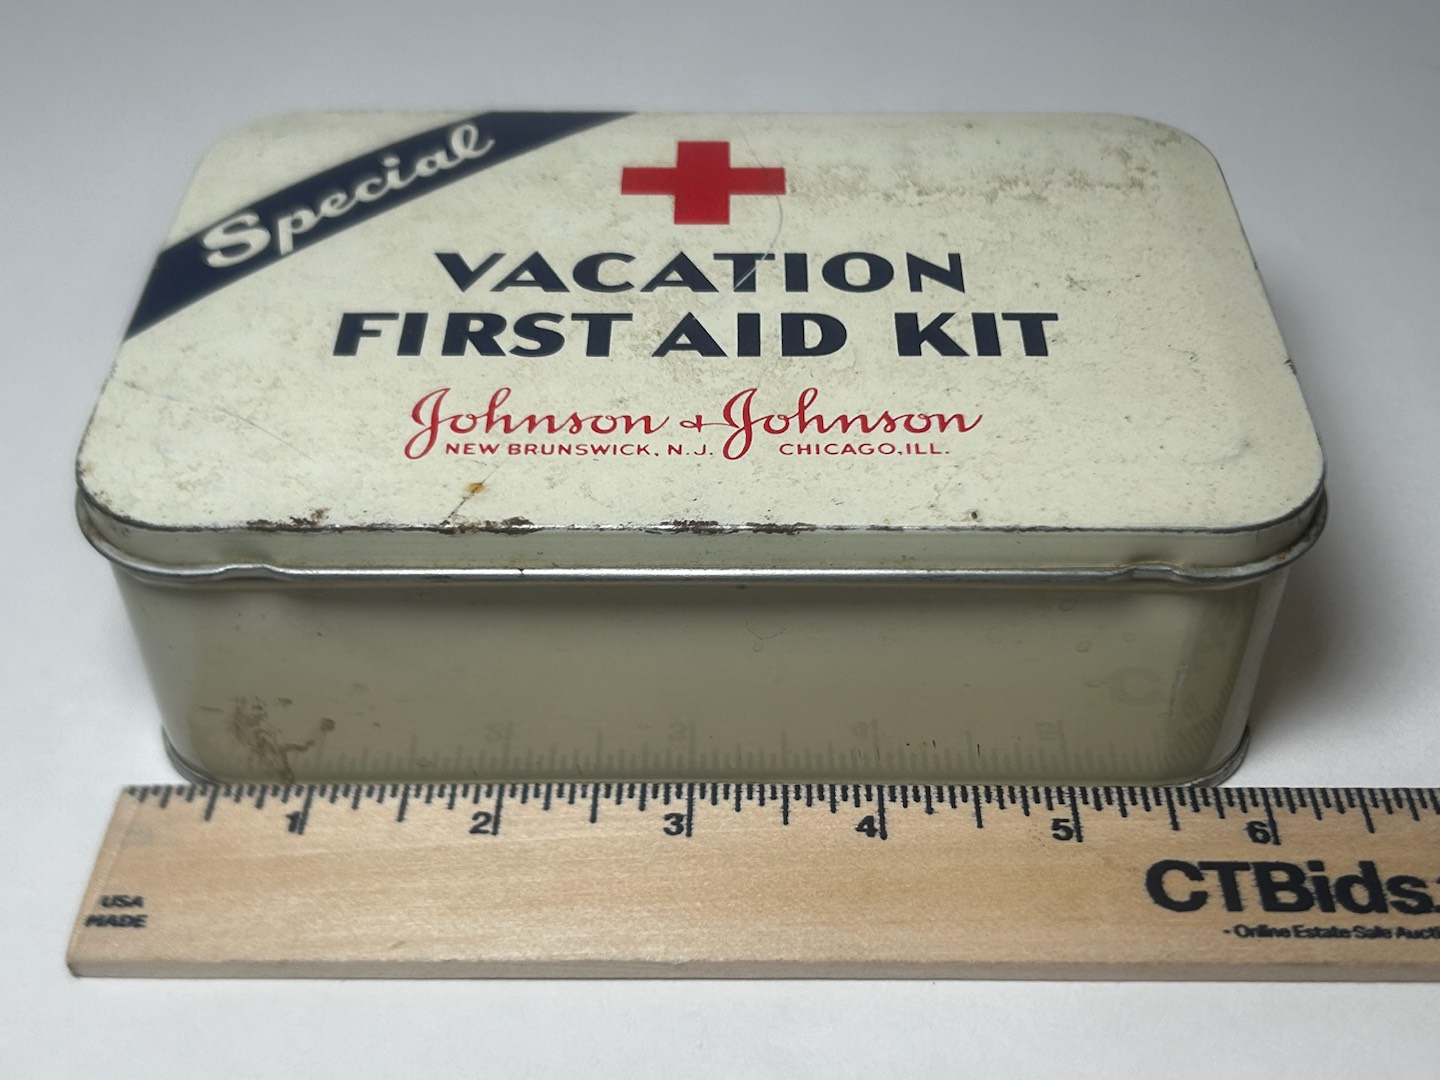 Special
VACATION
FIRST AID KIT
Johnson & Johnson
NEW BRUNSWICK, N.J. CHICAGO, ILL.
1 2 3 4 5 6
USA
MADE
CTBids
- Online Estate Sale